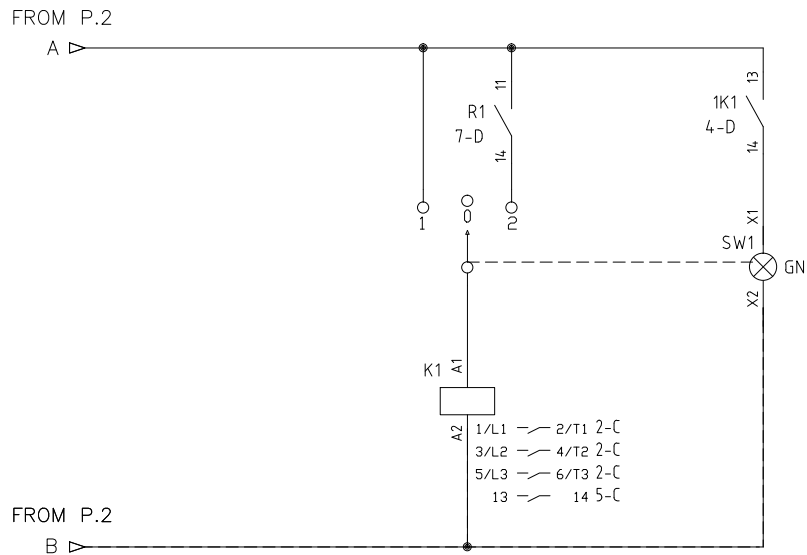 FROM P.2
A
11
13
R1
7-D
14
1K1
4-D
14
1 0 2
X1
SW1
GN
X2
K1
A1
A2
1/L1 2/T1 2-C
3/L2 4/T2 2-C
5/L3 6/T3 2-C
13 14 5-C
FROM P.2
B